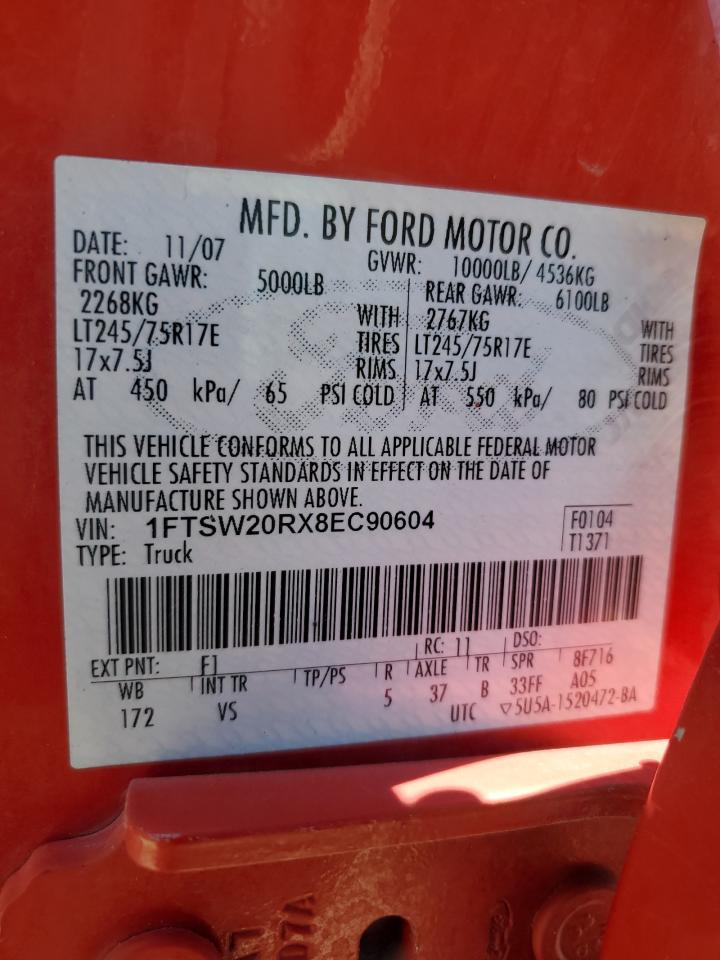 MFD. BY FORD MOTOR CO.
DATE: 11/07 GVWR: 10000LB/ 4536KG
FRONT GAWR: 5000LB REAR GAWR: 6100LB
2268KG WITH 2767KG WITH
LT245/75R17E TIRES LT245/75R17E TIRES
17x7.5J RIMS 17x7.5J RIMS
AT 450 kPa/ 65 PSI COLD AT 550 kPa/ 80 PSI COLD
THIS VEHICLE CONFORMS TO ALL APPLICABLE FEDERAL MOTOR
VEHICLE SAFETY STANDARDS IN EFFECT ON THE DATE OF
MANUFACTURE SHOWN ABOVE.
VIN: 1FTSW20RX8EC90604 F0104
TYPE: Truck T1371
EXT PNT: F1 RC: 11 DSO: 8F716
WB INT TR TP/PS R AXLE TR SPR A05
172 VS 5 37 B 33FF
UTC ▽5U5A-1520472-BA
07A